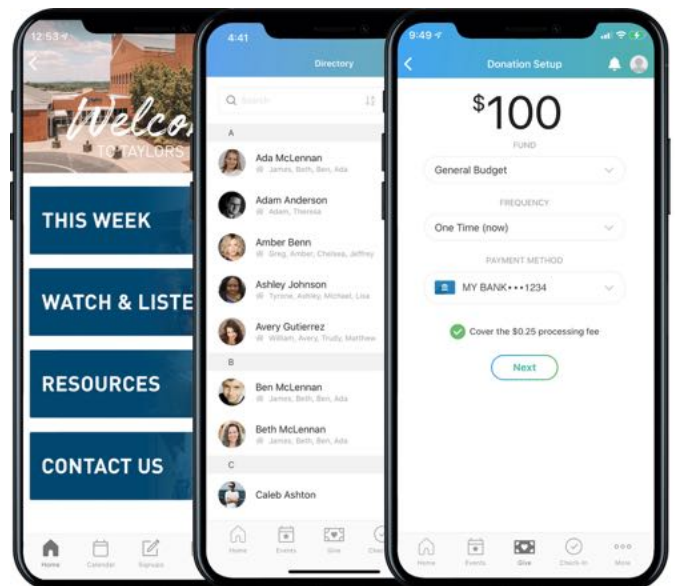 12:53
Welco
TO TAYLORS
THIS WEEK
WATCH & LISTE
RESOURCES
CONTACT US
Home
Calendar
Signups
4:41
Directory
Search
A
Ada McLennan
James, Beth, Ben, Ada
Adam Anderson
Adam, Theresa
Amber Benn
Greg, Amber, Chelsea, Jeffrey
Ashley Johnson
Tyrone, Ashley, Michael, Lisa
Avery Gutierrez
William, Avery, Trudy, Matthew
B
Ben McLennan
James, Beth, Ben, Ada
Beth McLennan
James, Beth, Ben, Ada
C
Caleb Ashton
Home
Events
Give
Check
9:49
Donation Setup
$100
FUND
General Budget
FREQUENCY
One Time (now)
PAYMENT METHOD
MY BANK•••1234
Cover the $0.25 processing fee
Next
Home
Events
Give
Check-In
More